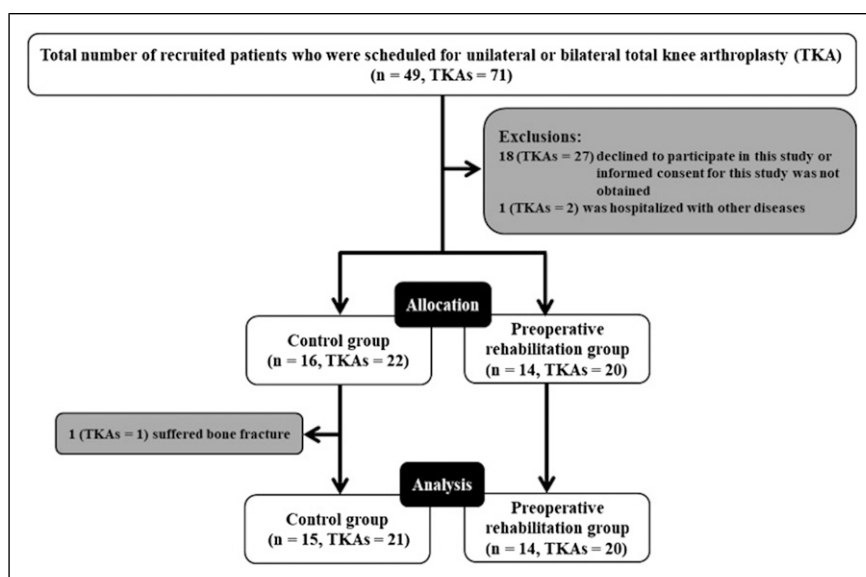 Total number of recruited patients who were scheduled for unilateral or bilateral total knee arthroplasty (TKA)
(n = 49, TKAs = 71)
Exclusions:
18 (TKAs = 27) declined to participate in this study or
informed consent for this study was not
obtained
1 (TKAs = 2) was hospitalized with other diseases
Allocation
Control group
(n = 16, TKAs = 22)
Preoperative
rehabilitation group
(n = 14, TKAs = 20)
1 (TKAs = 1) suffered bone fracture
Analysis
Control group
(n = 15, TKAs = 21)
Preoperative
rehabilitation group
(n = 14, TKAs = 20)